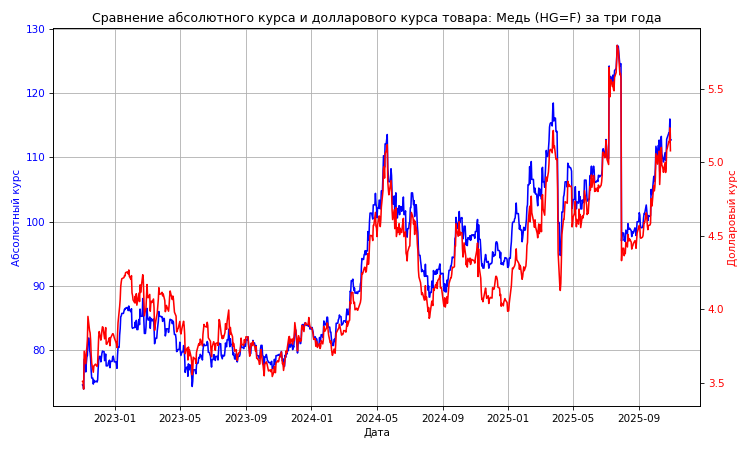 Сравнение абсолютного курса и долларового курса товара: Медь (HG=F) за три года
130
120
110
100
90
80
Абсолютный курс
5.5
5.0
4.5
4.0
3.5
Долларовый курс
2023-01 2023-05 2023-09 2024-01 2024-05 2024-09 2025-01 2025-05 2025-09
Дата